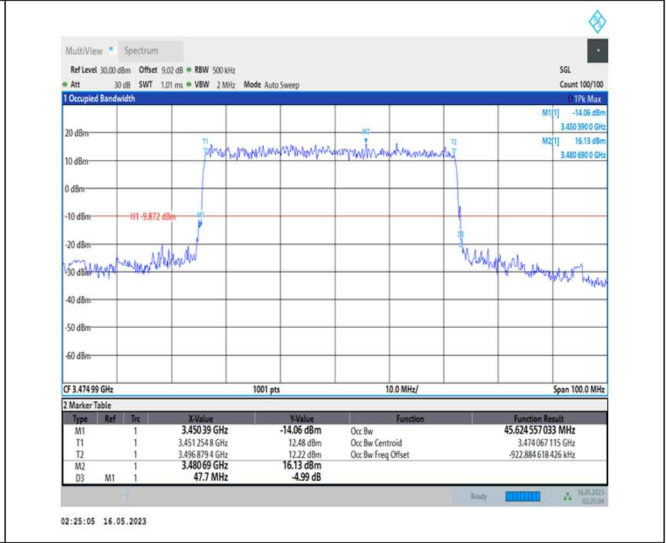 MultiView Spectrum
Ref Level 30.00 dBm Offset 9.02 dB RBW 500 kHz SGL
Att 30 dB SWT 1.01 ms VBW 2 MHz Mode Auto Sweep Count 100/100
1 Occupied Bandwidth 1Pk Max
M1[1] -14.06 dBm
3.450 390 0 GHz
M2[1] 16.13 dBm
3.480 690 0 GHz
20 dBm
M2
T1
T2
10 dBm
0 dBm
-10 dBm
H1 -9.872 dBm
M1
D3
-20 dBm
-30 dBm
-40 dBm
-50 dBm
-60 dBm
CF 3.474 99 GHz 1001 pts 10.0 MHz/ Span 100.0 MHz
2 Marker Table
Type Ref Trc X-Value Y-Value Function Function Result
M1 1 3.450 39 GHz -14.06 dBm Occ Bw 45.624 557 033 MHz
T1 1 3.451 254 8 GHz 12.48 dBm Occ Bw Centroid 3.474 067 115 GHz
T2 1 3.496 879 4 GHz 12.22 dBm Occ Bw Freq Offset -922.884 618 426 kHz
M2 1 3.480 69 GHz 16.13 dBm
D3 M1 1 47.7 MHz -4.99 dB
Ready 16.05.2023
02:25:04
02:25:05 16.05.2023